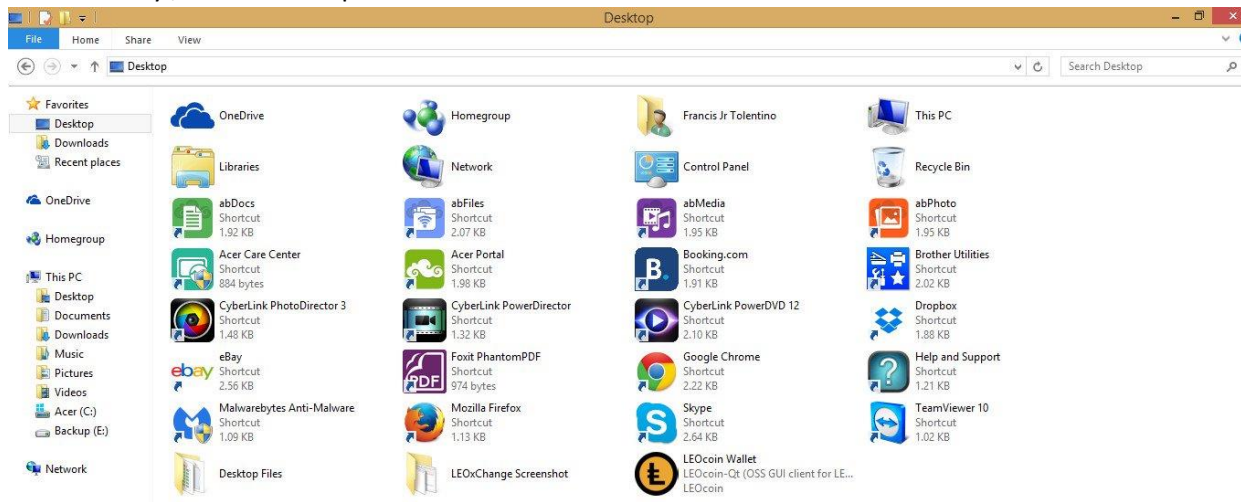 Desktop
File Home Share View
Desktop
Search Desktop
Favorites
Desktop
Downloads
Recent places
OneDrive
Homegroup
This PC
Desktop
Documents
Downloads
Music
Pictures
Videos
Acer (C:)
Backup (E:)
Network
OneDrive
Homegroup
Francis Jr Tolentino
This PC
Libraries
Network
Control Panel
Recycle Bin
abDocs
Shortcut
1.92 KB
abFiles
Shortcut
2.07 KB
abMedia
Shortcut
1.95 KB
abPhoto
Shortcut
1.95 KB
Acer Care Center
Shortcut
884 bytes
Acer Portal
Shortcut
1.98 KB
B.
Booking.com
Shortcut
1.91 KB
Brother Utilities
Shortcut
2.02 KB
CyberLink PhotoDirector 3
Shortcut
1.48 KB
CyberLink PowerDirector
Shortcut
1.32 KB
CyberLink PowerDVD 12
Shortcut
2.10 KB
Dropbox
Shortcut
1.88 KB
ebay
eBay
Shortcut
2.56 KB
PDF
Foxit PhantomPDF
Shortcut
974 bytes
Google Chrome
Shortcut
2.22 KB
?
Help and Support
Shortcut
1.21 KB
Malwarebytes Anti-Malware
Shortcut
1.09 KB
Mozilla Firefox
Shortcut
1.13 KB
S
Skype
Shortcut
2.64 KB
TeamViewer 10
Shortcut
1.02 KB
Desktop Files
LEOxChange Screenshot
LEOcoin Wallet
LEOcoin-Qt (OSS GUI client for LE...
LEOcoin